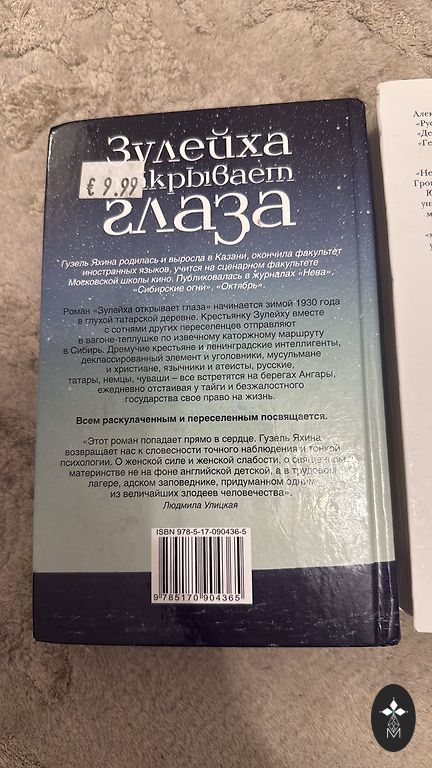 Зулейха
€ 9.99
крывает
глаза
Гузель Яхина родилась и выросла в Казани, окончила факультет
иностранных языков, учится на сценарном факультете
Московской школы кино. Публиковалась в журналах «Нева»,
«Сибирские огни», «Октябрь».
Роман «Зулейха открывает глаза» начинается зимой 1930 года
в глухой татарской деревне. Крестьянку Зулейху вместе
с сотнями других переселенцев отправляют
в вагоне-теплушке по извечному каторжному маршруту
в Сибирь. Дремучие крестьяне и ленинградские интеллигенты,
деклассированный элемент и уголовники, мусульмане
и христиане, язычники и атеисты, русские,
татары, немцы, чуваши – все встретятся на берегах Ангары,
ежедневно отстаивая у тайги и безжалостного
государства свое право на жизнь.
Всем раскулаченным и переселенным посвящается.
«Этот роман попадает прямо в сердце. Гузель Яхина
возвращает нас к словесности точного наблюдения и тонкой
психологии. О женской силе и женской слабости, о священном
материнстве не на фоне английской детской, а в трудовом
лагере, адском заповеднике, придуманном одним
из величайших злодеев человечества».
Людмила Улицкая
ISBN 978-5-17-090436-5
9 785170 904365
M